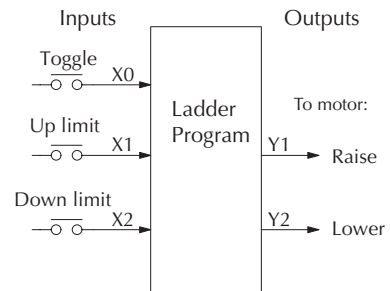 Inputs
Outputs
Toggle
X0
Ladder
Program
To motor:
Up limit
X1
Y1
Raise
Down limit
X2
Y2
Lower